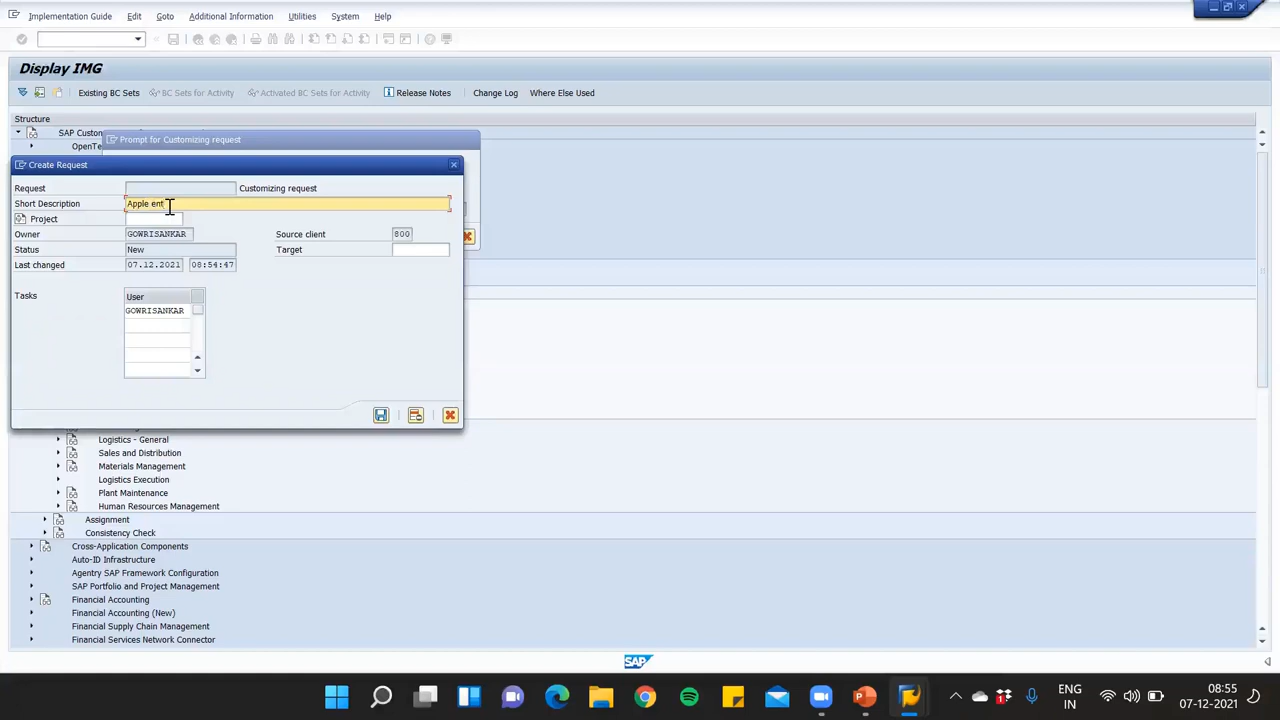 Implementation Guide Edit Goto Additional Information Utilities System Help
Display IMG
Existing BC Sets BC Sets for Activity Activated BC Sets for Activity Release Notes Change Log Where Else Used
Structure
SAP Custom
OpenTe
Prompt for Customizing request
Create Request
Request Customizing request
Short Description Apple ent
Project
Owner GOWRISANKAR Source client 800
Status New Target
Last changed 07.12.2021 08:54:47
Tasks User
GOWRISANKAR
Logistics - General
Sales and Distribution
Materials Management
Logistics Execution
Plant Maintenance
Human Resources Management
Assignment
Consistency Check
Cross-Application Components
Auto-ID Infrastructure
Agentry SAP Framework Configuration
SAP Portfolio and Project Management
Financial Accounting
Financial Accounting (New)
Financial Supply Chain Management
Financial Services Network Connector
SAP
ENG 08:55
IN 07-12-2021